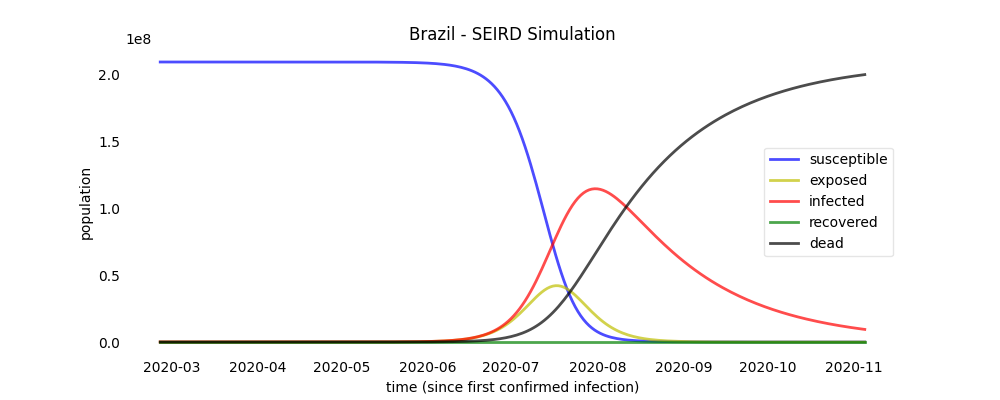 Brazil - SEIRD Simulation
1e8
2.0
1.5
1.0
0.5
0.0
population
susceptible
exposed
infected
recovered
dead
2020-03 2020-04 2020-05 2020-06 2020-07 2020-08 2020-09 2020-10 2020-11
time (since first confirmed infection)